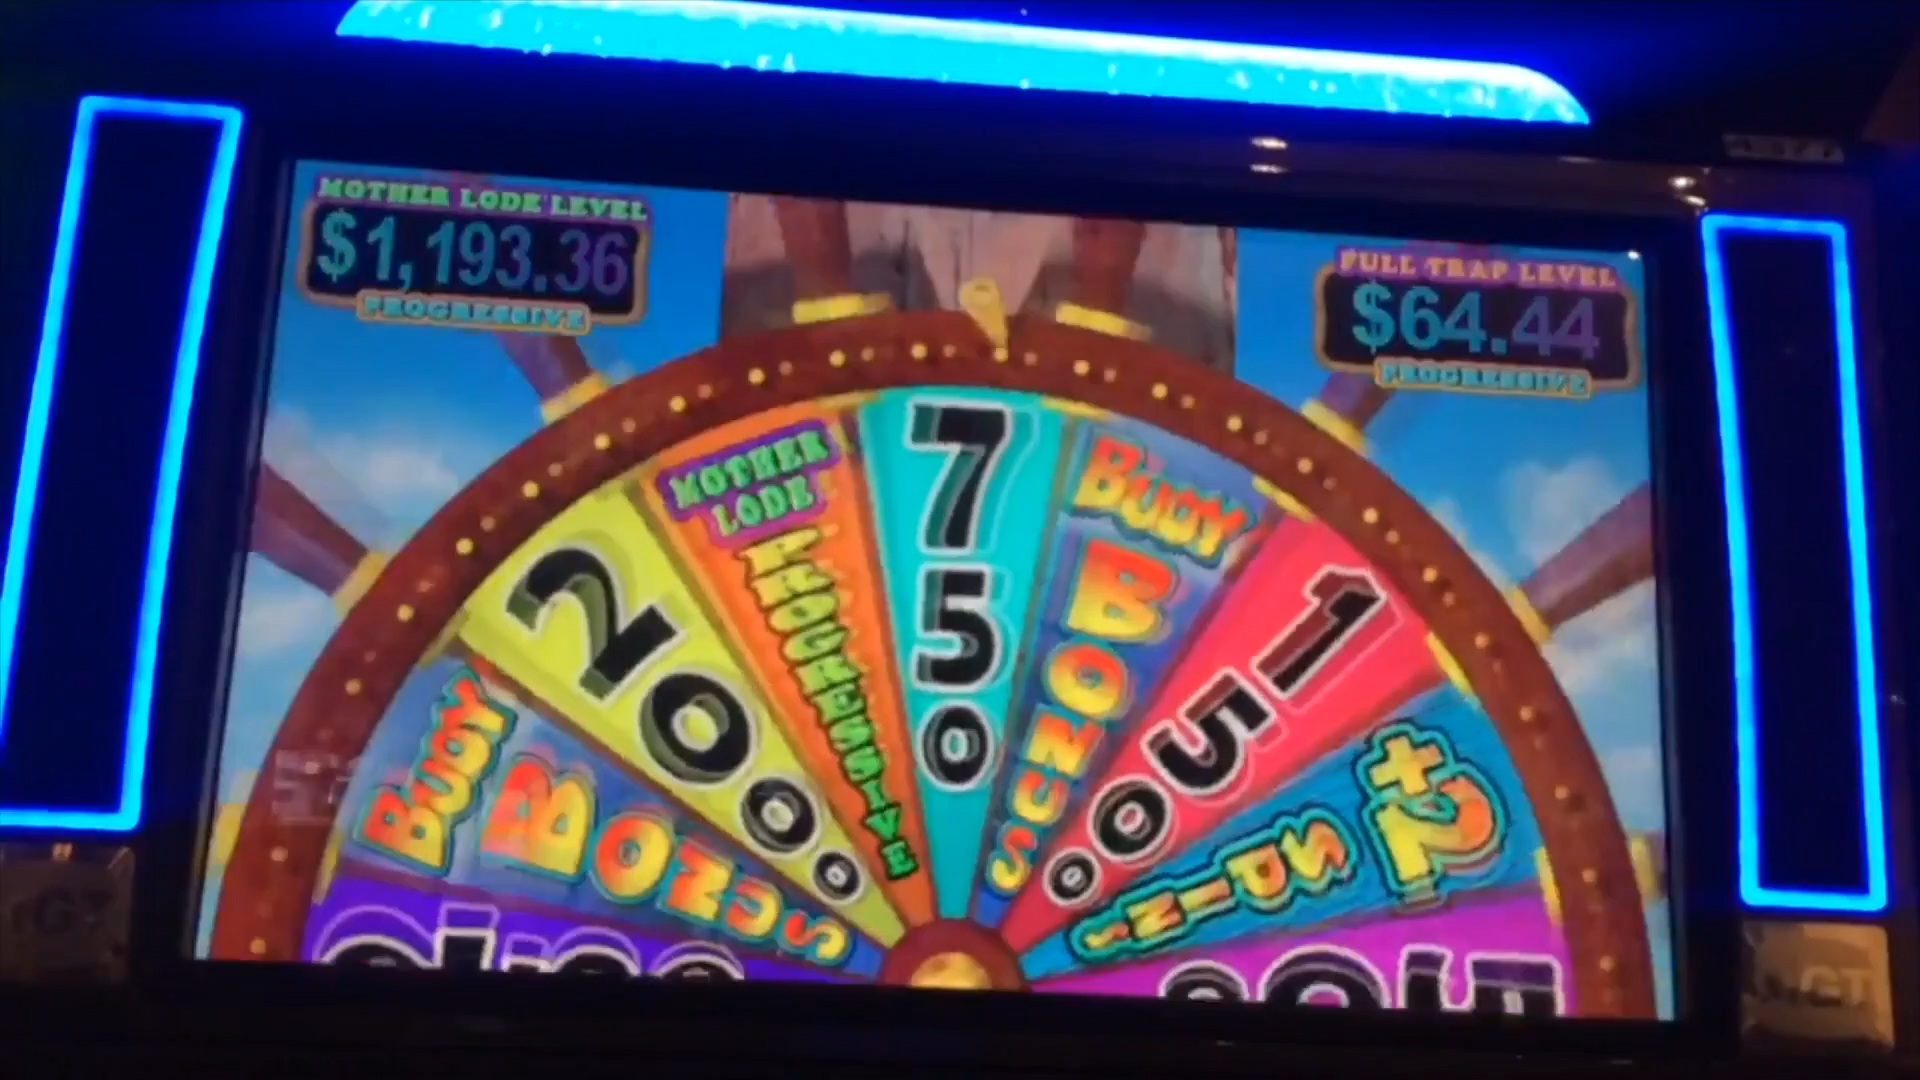 MOTHER LODE LEVEL
$1,193.36
PROGRESSIVE
FULL TRAP LEVEL
$64.44
PROGRESSIVE
BUOY BONUS
2000
MOTHER LODE
PROGRESSIVE
750
BUOY BONUS
1500
+2 SPINS